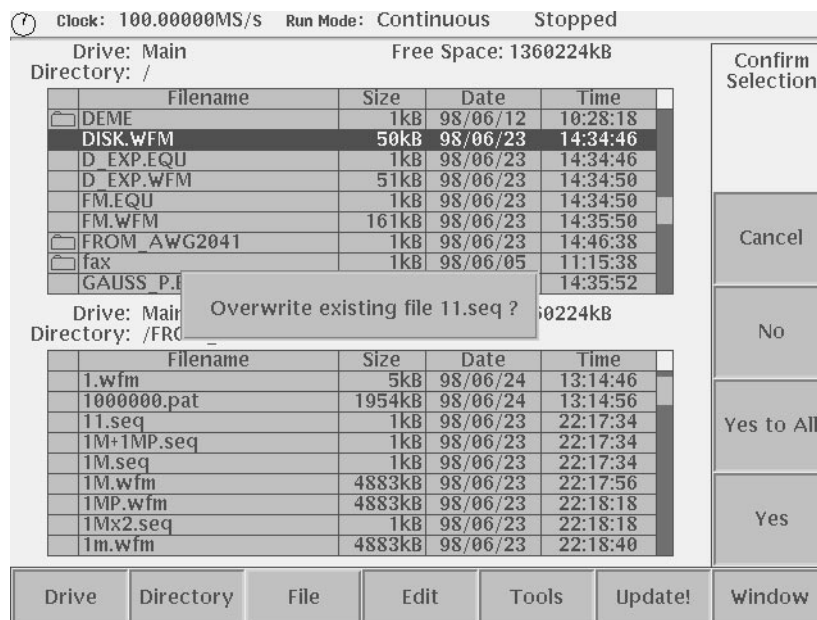 Clock: 100.00000MS/s Run Mode: Continuous Stopped
Drive: Main Free Space: 1360224kB
Directory: /
Filename Size Date Time
DEME 1kB 98/06/12 10:28:18
DISK.WFM 50kB 98/06/23 14:34:46
D_EXP.EQU 1kB 98/06/23 14:34:46
D_EXP.WFM 51kB 98/06/23 14:34:50
FM.EQU 1kB 98/06/23 14:34:50
FM.WFM 161kB 98/06/23 14:35:50
FROM_AWG2041 1kB 98/06/23 14:46:38
fax 1kB 98/06/05 11:15:38
GAUSS_P.E 14:35:52
Overwrite existing file 11.seq ?
Drive: Main 60224kB
Directory: /FRO
Filename Size Date Time
1.wfm 5kB 98/06/24 13:14:46
1000000.pat 1954kB 98/06/24 13:14:56
11.seq 1kB 98/06/23 22:17:34
1M+1MP.seq 1kB 98/06/23 22:17:34
1M.seq 1kB 98/06/23 22:17:34
1M.wfm 4883kB 98/06/23 22:17:56
1MP.wfm 4883kB 98/06/23 22:18:18
1Mx2.seq 1kB 98/06/23 22:18:18
1m.wfm 4883kB 98/06/23 22:18:40
Confirm
Selection
Cancel
No
Yes to All
Yes
Drive Directory File Edit Tools Update! Window